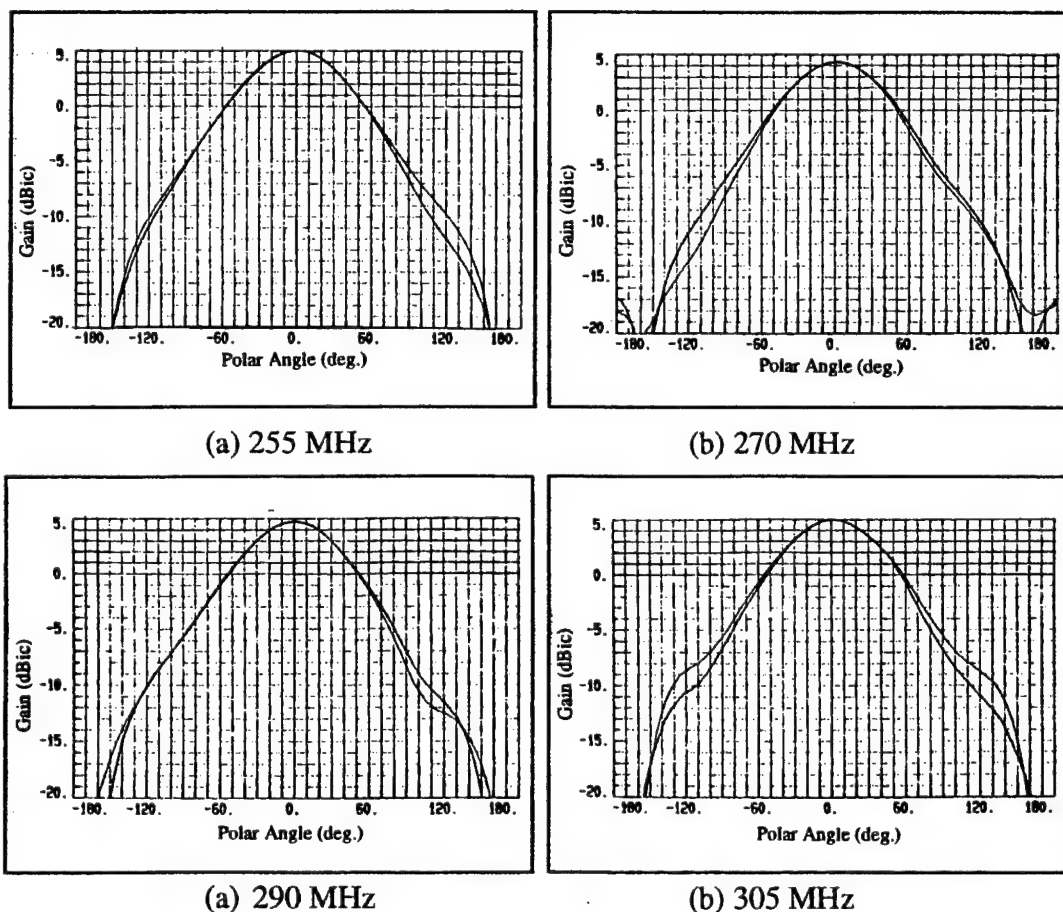 5.
0.
-5.
-10.
-15.
-20.
Gain (dBic)
-180. -120. -60. 0. 60. 120. 180.
Polar Angle (deg.)
(a) 255 MHz
5.
0.
-5.
-10.
-15.
-20.
Gain (dBic)
-180. -120. -60. 0. 60. 120. 180.
Polar Angle (deg.)
(b) 270 MHz
5.
0.
-5.
-10.
-15.
-20.
Gain (dBic)
-180. -120. -60. 0. 60. 120. 180.
Polar Angle (deg.)
(a) 290 MHz
5.
0.
-5.
-10.
-15.
-20.
Gain (dBic)
-180. -120. -60. 0. 60. 120. 180.
Polar Angle (deg.)
(b) 305 MHz